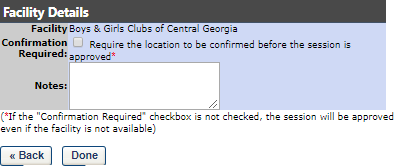 Facility Details
Facility Boys & Girls Clubs of Central Georgia
Confirmation Required: Require the location to be confirmed before the session is
approved*
Notes:
(*If the "Confirmation Required" checkbox is not checked, the session will be approved
even if the facility is not available)
« Back Done